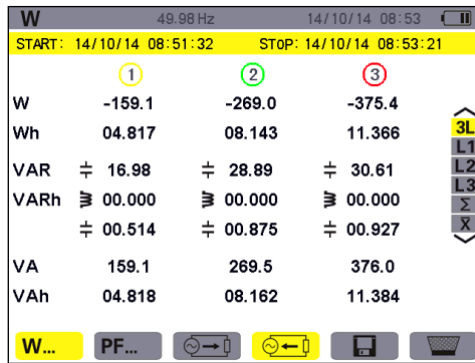 W 49.98 Hz 14/10/14 08:53
START: 14/10/14 08:51:32 STOP: 14/10/14 08:53:21
1 2 3
W -159.1 -269.0 -375.4
Wh 04.817 08.143 11.366
VAR 16.98 28.89 30.61
VARh 00.000 00.000 00.000
00.514 00.875 00.927
VA 159.1 269.5 376.0
VAh 04.818 08.162 11.384
3L
L1
L2
L3
Σ
X̅
W... PF...